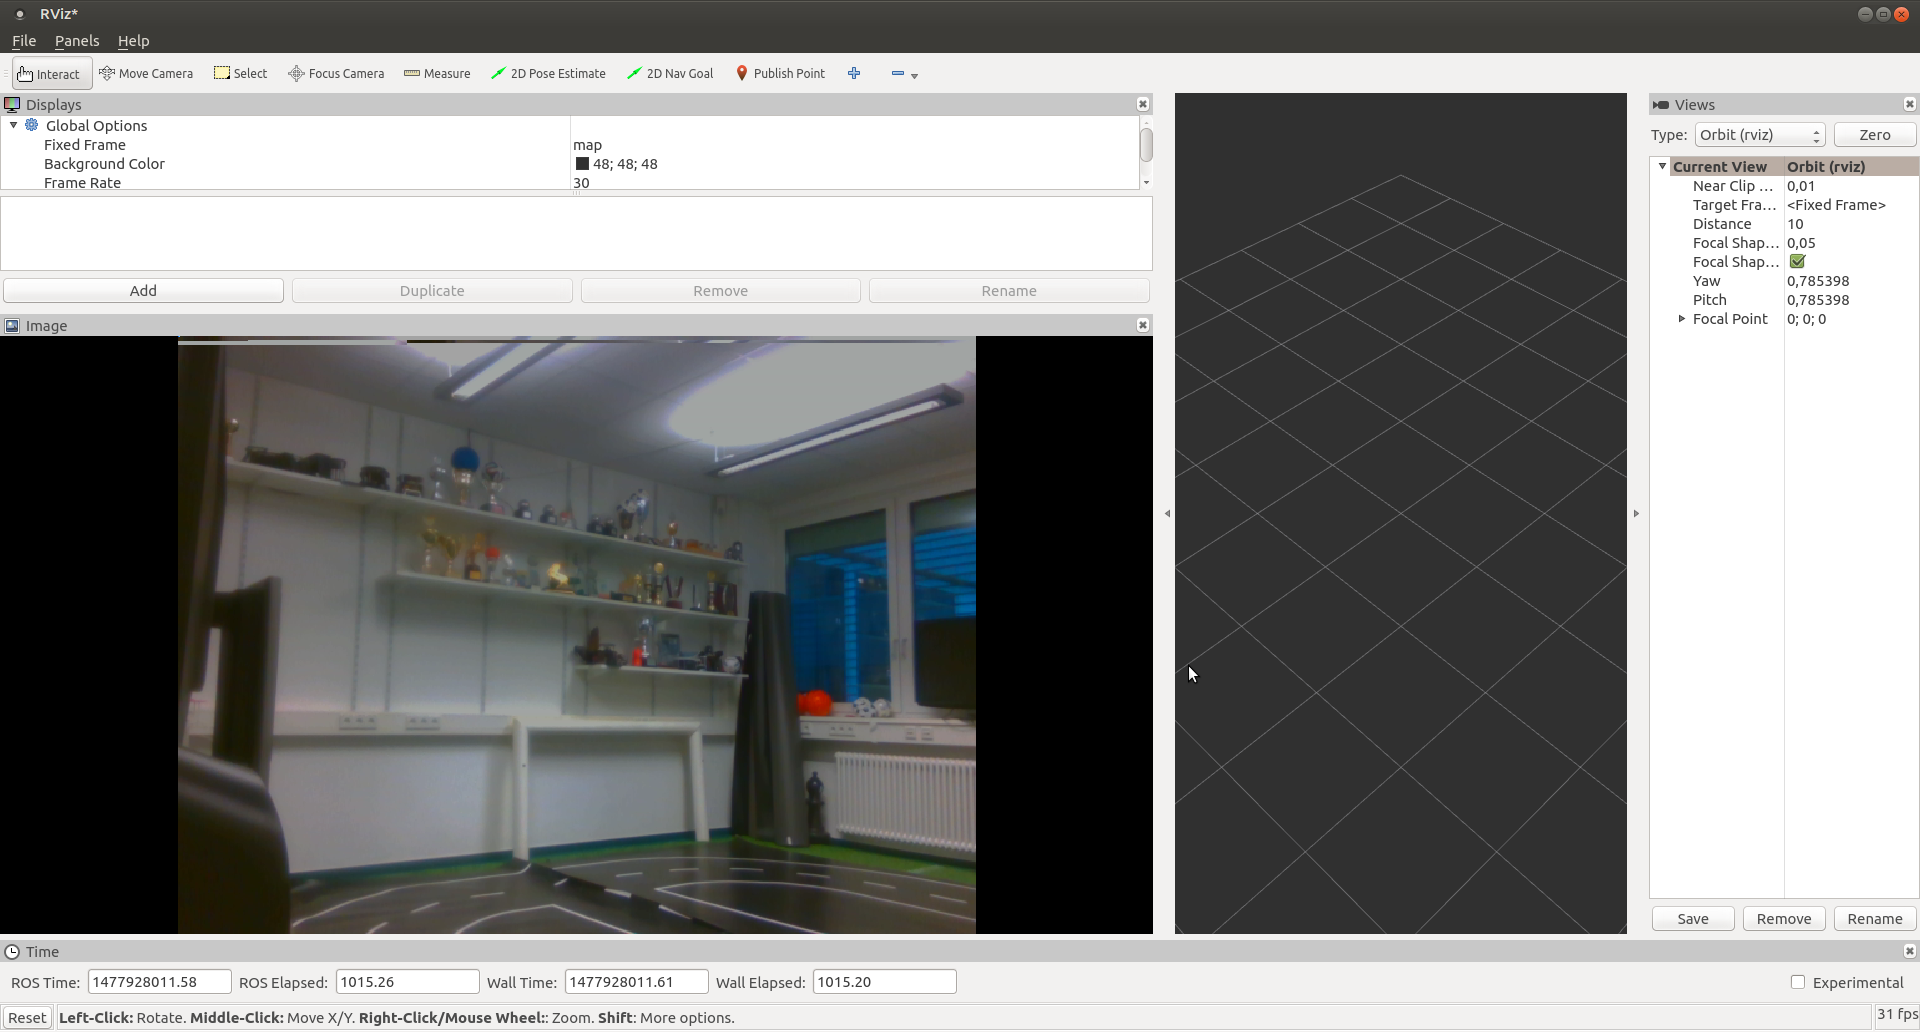 RViz*
File Panels Help
Interact Move Camera Select Focus Camera Measure 2D Pose Estimate 2D Nav Goal Publish Point
Displays
Global Options
Fixed Frame map
Background Color 48; 48; 48
Frame Rate 30
Add Duplicate Remove Rename
Image
Views
Type: Orbit (rviz) Zero
Current View Orbit (rviz)
Near Clip … 0,01
Target Fra… <Fixed Frame>
Distance 10
Focal Shap… 0,05
Focal Shap…
Yaw 0,785398
Pitch 0,785398
Focal Point 0; 0; 0
Save Remove Rename
Time
ROS Time: 1477928011.58 ROS Elapsed: 1015.26 Wall Time: 1477928011.61 Wall Elapsed: 1015.20 Experimental
Reset Left-Click: Rotate. Middle-Click: Move X/Y. Right-Click/Mouse Wheel:: Zoom. Shift: More options. 31 fps